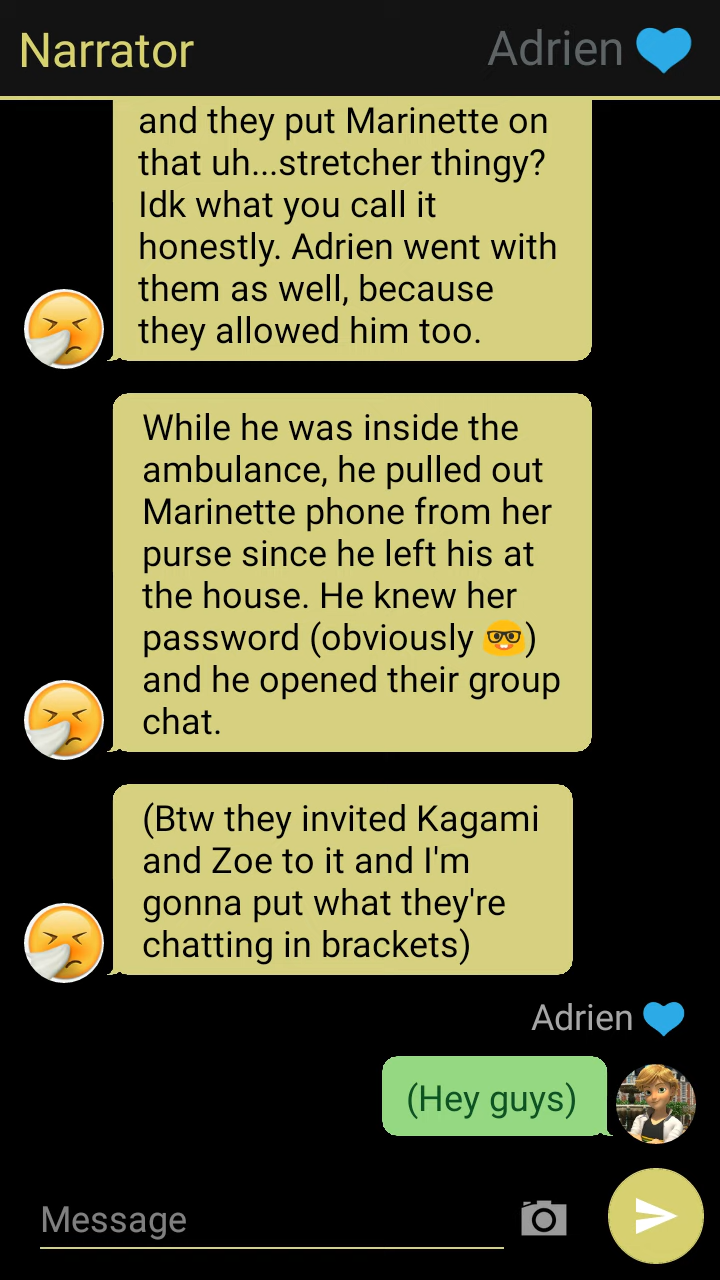 Narrator
Adrien 💙
and they put Marinette on
that uh...stretcher thingy?
Idk what you call it
honestly. Adrien went with
them as well, because
they allowed him too.
While he was inside the
ambulance, he pulled out
Marinette phone from her
purse since he left his at
the house. He knew her
password (obviously 🤓)
and he opened their group
chat.
(Btw they invited Kagami
and Zoe to it and I'm
gonna put what they're
chatting in brackets)
Adrien 💙
(Hey guys)
Message